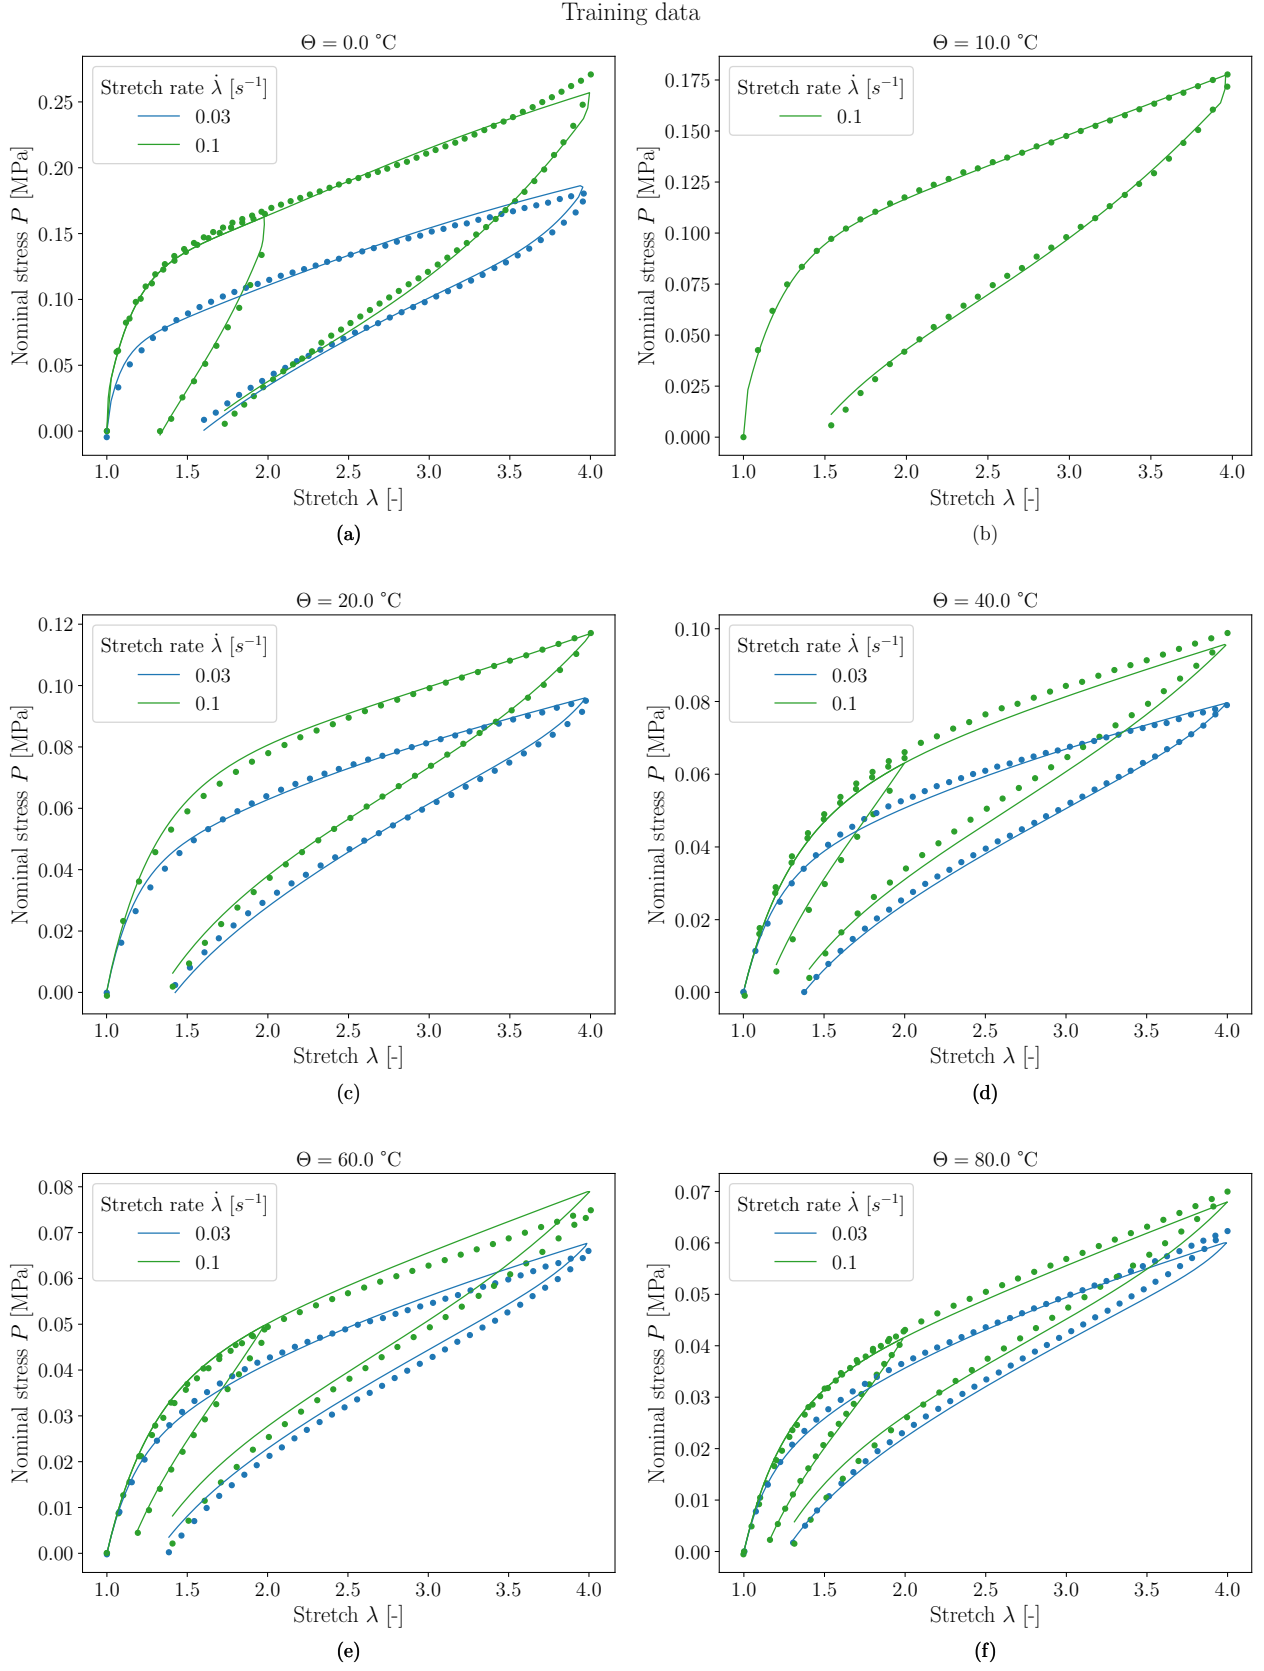 Training data
Θ = 0.0 °C
Stretch rate λ̇ [s⁻¹]
0.03
0.1
Nominal stress P [MPa]
0.25
0.20
0.15
0.10
0.05
0.00
1.0 1.5 2.0 2.5 3.0 3.5 4.0
Stretch λ [-]
(a)
Θ = 10.0 °C
Stretch rate λ̇ [s⁻¹]
0.1
Nominal stress P [MPa]
0.175
0.150
0.125
0.100
0.075
0.050
0.025
0.000
1.0 1.5 2.0 2.5 3.0 3.5 4.0
Stretch λ [-]
(b)
Θ = 20.0 °C
Stretch rate λ̇ [s⁻¹]
0.03
0.1
Nominal stress P [MPa]
0.12
0.10
0.08
0.06
0.04
0.02
0.00
1.0 1.5 2.0 2.5 3.0 3.5 4.0
Stretch λ [-]
(c)
Θ = 40.0 °C
Stretch rate λ̇ [s⁻¹]
0.03
0.1
Nominal stress P [MPa]
0.10
0.08
0.06
0.04
0.02
0.00
1.0 1.5 2.0 2.5 3.0 3.5 4.0
Stretch λ [-]
(d)
Θ = 60.0 °C
Stretch rate λ̇ [s⁻¹]
0.03
0.1
Nominal stress P [MPa]
0.08
0.07
0.06
0.05
0.04
0.03
0.02
0.01
0.00
1.0 1.5 2.0 2.5 3.0 3.5 4.0
Stretch λ [-]
(e)
Θ = 80.0 °C
Stretch rate λ̇ [s⁻¹]
0.03
0.1
Nominal stress P [MPa]
0.07
0.06
0.05
0.04
0.03
0.02
0.01
0.00
1.0 1.5 2.0 2.5 3.0 3.5 4.0
Stretch λ [-]
(f)